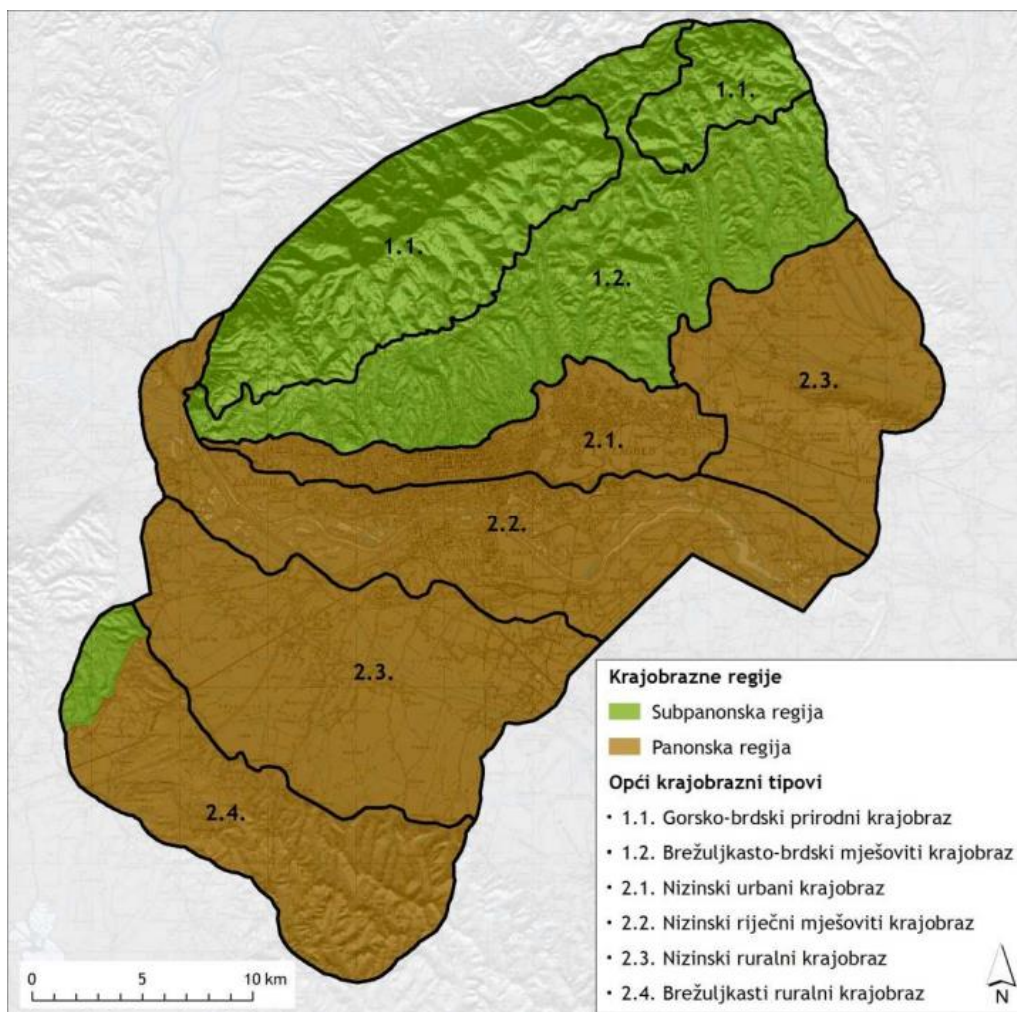 1.1.
1.1.
1.2.
2.3.
2.1.
2.2.
2.3.
2.4.
Krajobrazne regije
Subpanonska regija
Panonska regija
Opći krajobrazni tipovi
• 1.1. Gorsko-brdski prirodni krajobraz
• 1.2. Brežuljkasto-brdski mješoviti krajobraz
• 2.1. Nizinski urbani krajobraz
• 2.2. Nizinski riječni mješoviti krajobraz
• 2.3. Nizinski ruralni krajobraz
• 2.4. Brežuljkasti ruralni krajobraz
0 5 10 km
N